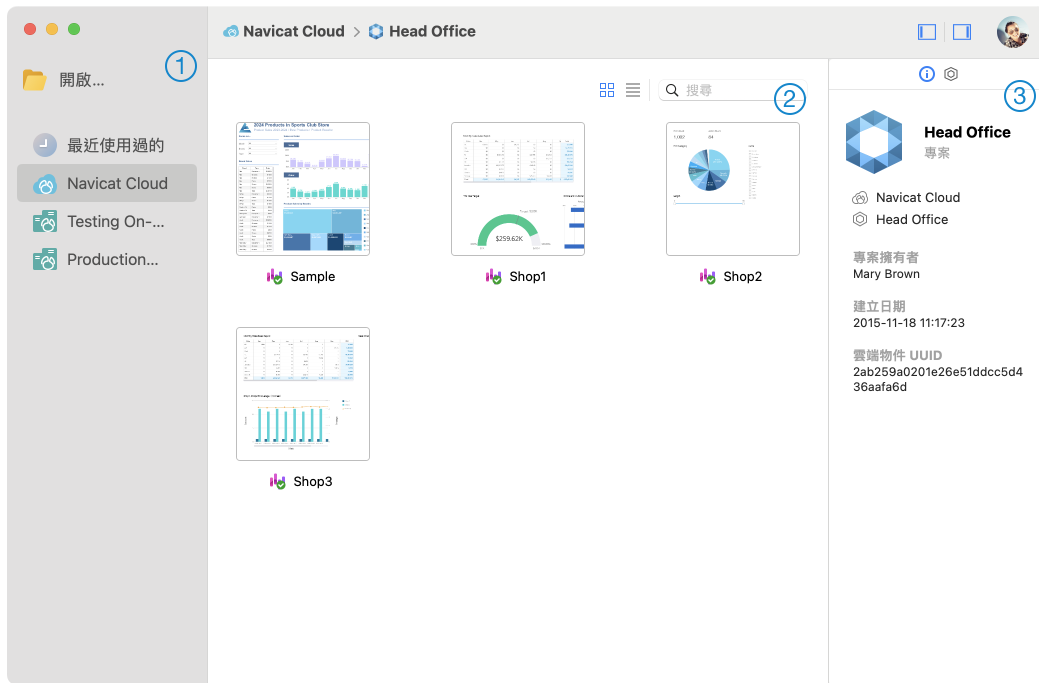 Navicat Cloud > Head Office
開啟...
①
最近使用過的
Navicat Cloud
Testing On-...
Production...
搜尋
②
2024 Products in Sports Club Store
Sample
$259.62K
Shop1
Shop2
Shop3
③
Head Office
專案
Navicat Cloud
Head Office
專案擁有者
Mary Brown
建立日期
2015-11-18 11:17:23
雲端物件 UUID
2ab259a0201e26e51ddcc5d4
36aafa6d